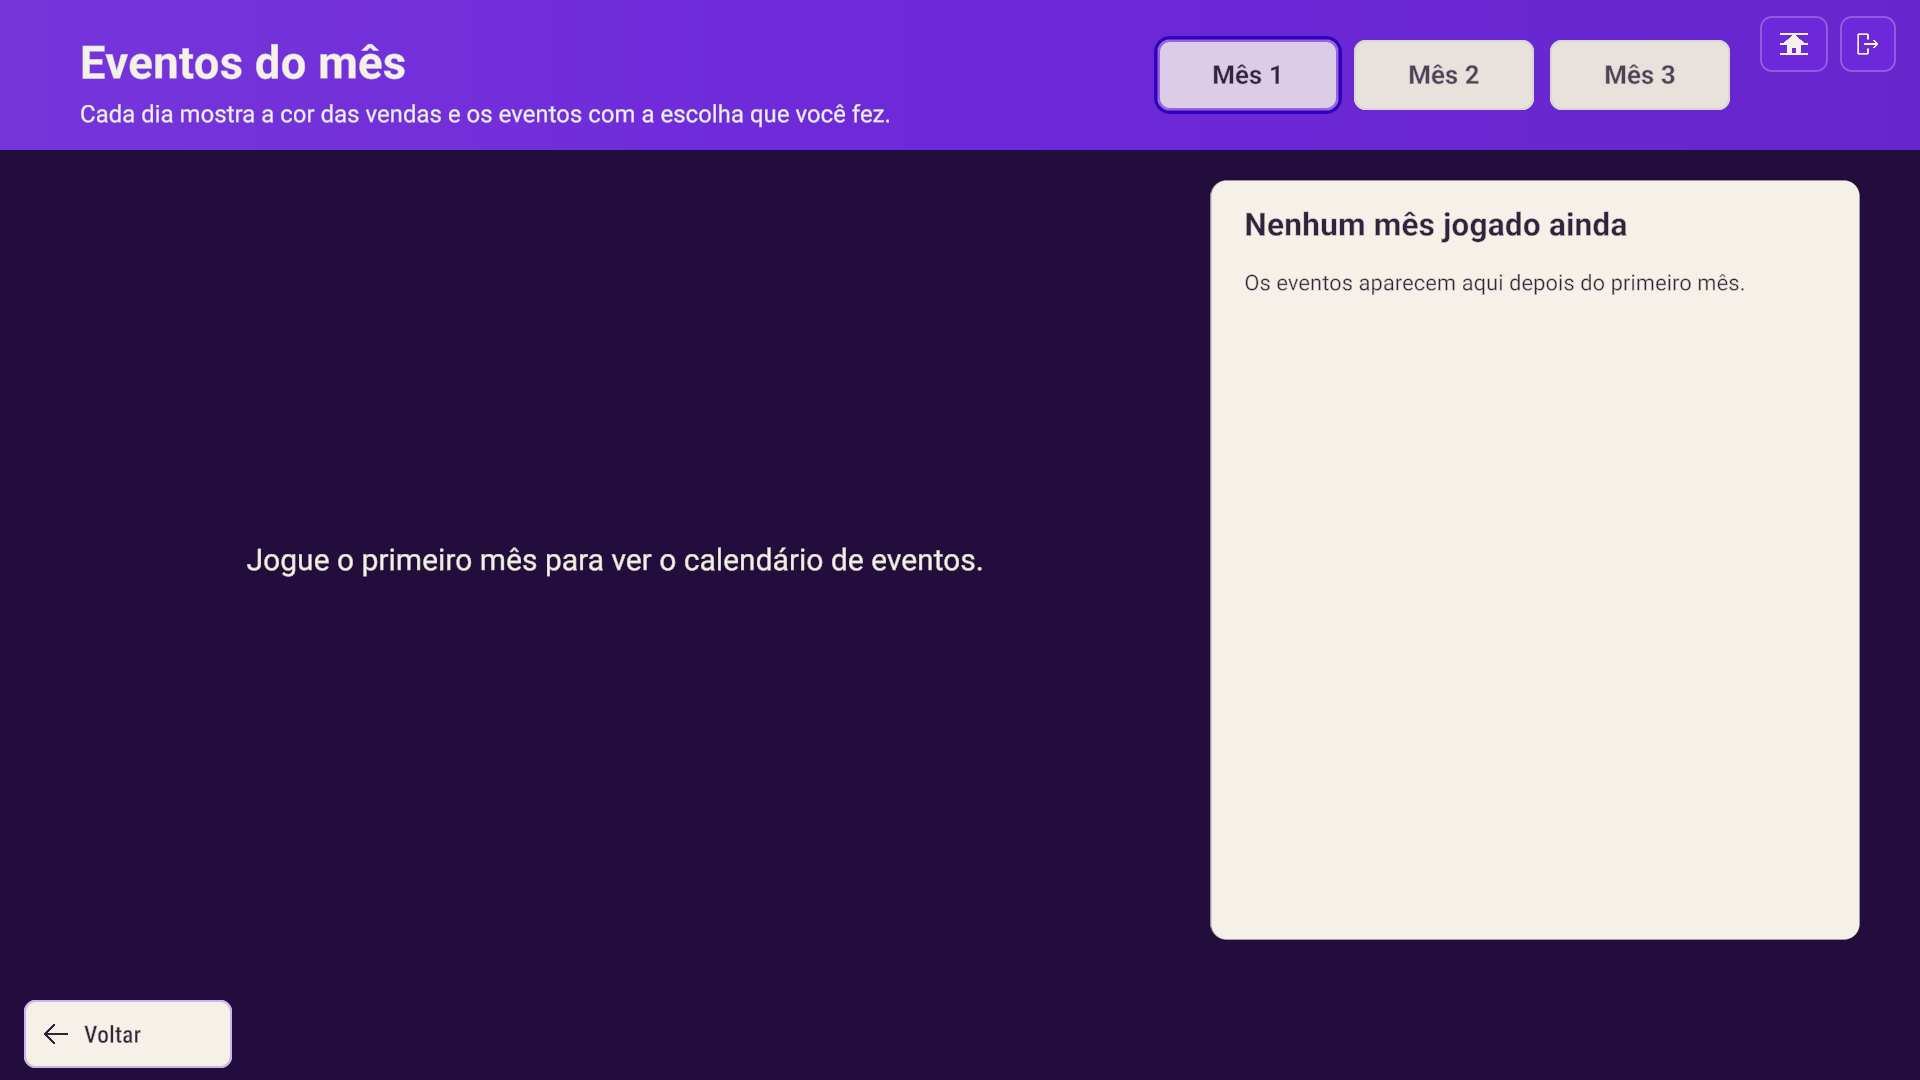 Eventos do mês
Cada dia mostra a cor das vendas e os eventos com a escolha que você fez.
Mês 1
Mês 2
Mês 3
Nenhum mês jogado ainda
Os eventos aparecem aqui depois do primeiro mês.
Jogue o primeiro mês para ver o calendário de eventos.
Voltar